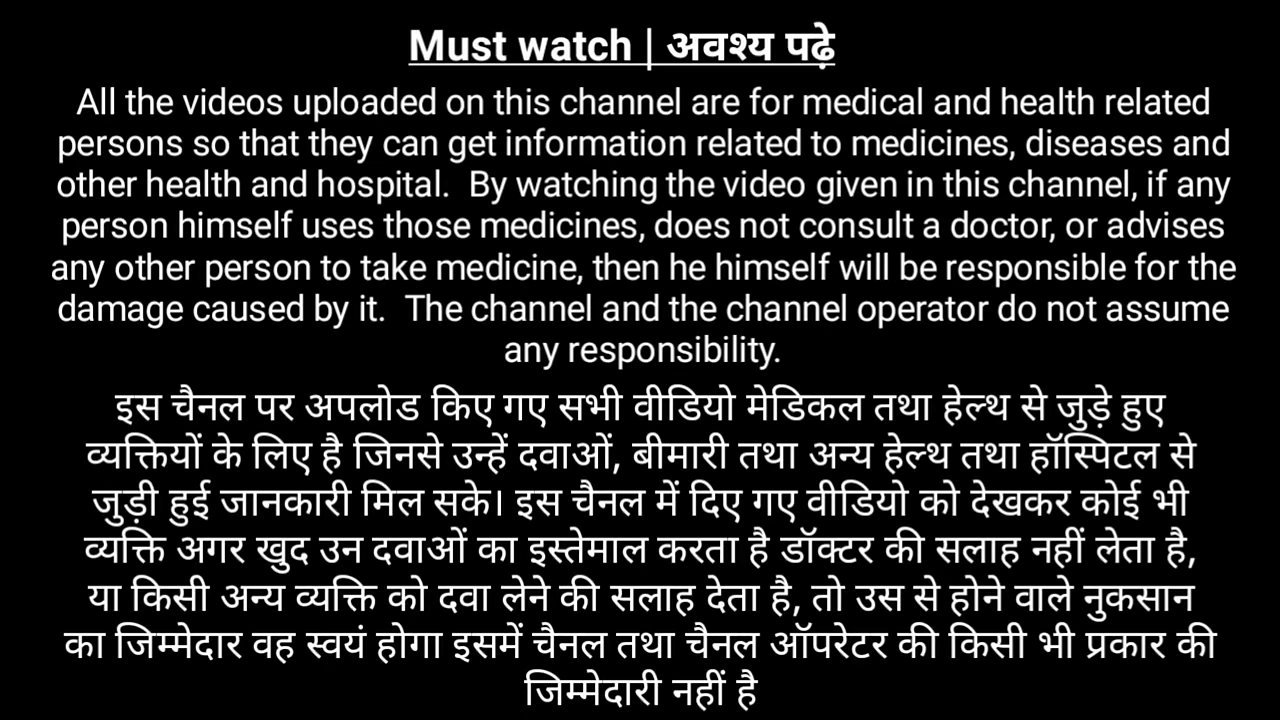 Must watch | अवश्य पढ़े
All the videos uploaded on this channel are for medical and health related
persons so that they can get information related to medicines, diseases and
other health and hospital. By watching the video given in this channel, if any
person himself uses those medicines, does not consult a doctor, or advises
any other person to take medicine, then he himself will be responsible for the
damage caused by it. The channel and the channel operator do not assume
any responsibility.
इस चैनल पर अपलोड किए गए सभी वीडियो मेडिकल तथा हेल्थ से जुड़े हुए
व्यक्तियों के लिए है जिनसे उन्हें दवाओं, बीमारी तथा अन्य हेल्थ तथा हॉस्पिटल से
जुड़ी हुई जानकारी मिल सके। इस चैनल में दिए गए वीडियो को देखकर कोई भी
व्यक्ति अगर खुद उन दवाओं का इस्तेमाल करता है डॉक्टर की सलाह नहीं लेता है,
या किसी अन्य व्यक्ति को दवा लेने की सलाह देता है, तो उस से होने वाले नुकसान
का जिम्मेदार वह स्वयं होगा इसमें चैनल तथा चैनल ऑपरेटर की किसी भी प्रकार की
जिम्मेदारी नहीं है